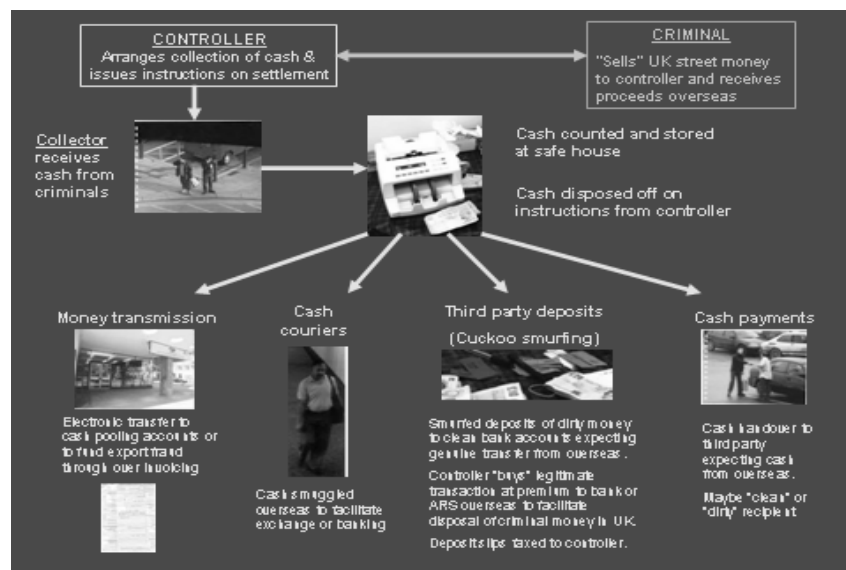 CONTROLLER
Arranges collection of cash &
issues instructions on settlement
CRIMINAL
"Sells" UK street money
to controller and receives
proceeds overseas
Collector
receives
cash from
criminals
Cash counted and stored
at safe house
Cash disposed off on
instructions from controller
Money transmission
Electronic transfer to
cash pooling accounts or
to fund export fraud
through over invoicing
Cash
couriers
Cash smuggled
overseas to facilitate
exchange or banking
Third party deposits
(Cuckoo smurfing)
Smurfed deposits of dirty money
to clean bank accounts expecting
genuine transfer from overseas.
Controller "buys" legitimate
transaction at premium to bank or
ARS overseas to facilitate
disposal of criminal money in UK.
Deposit slips faxed to controller.
Cash payments
Cash handover to
third party
expecting cash
from overseas.
Maybe "clean" or
"dirty" recipient